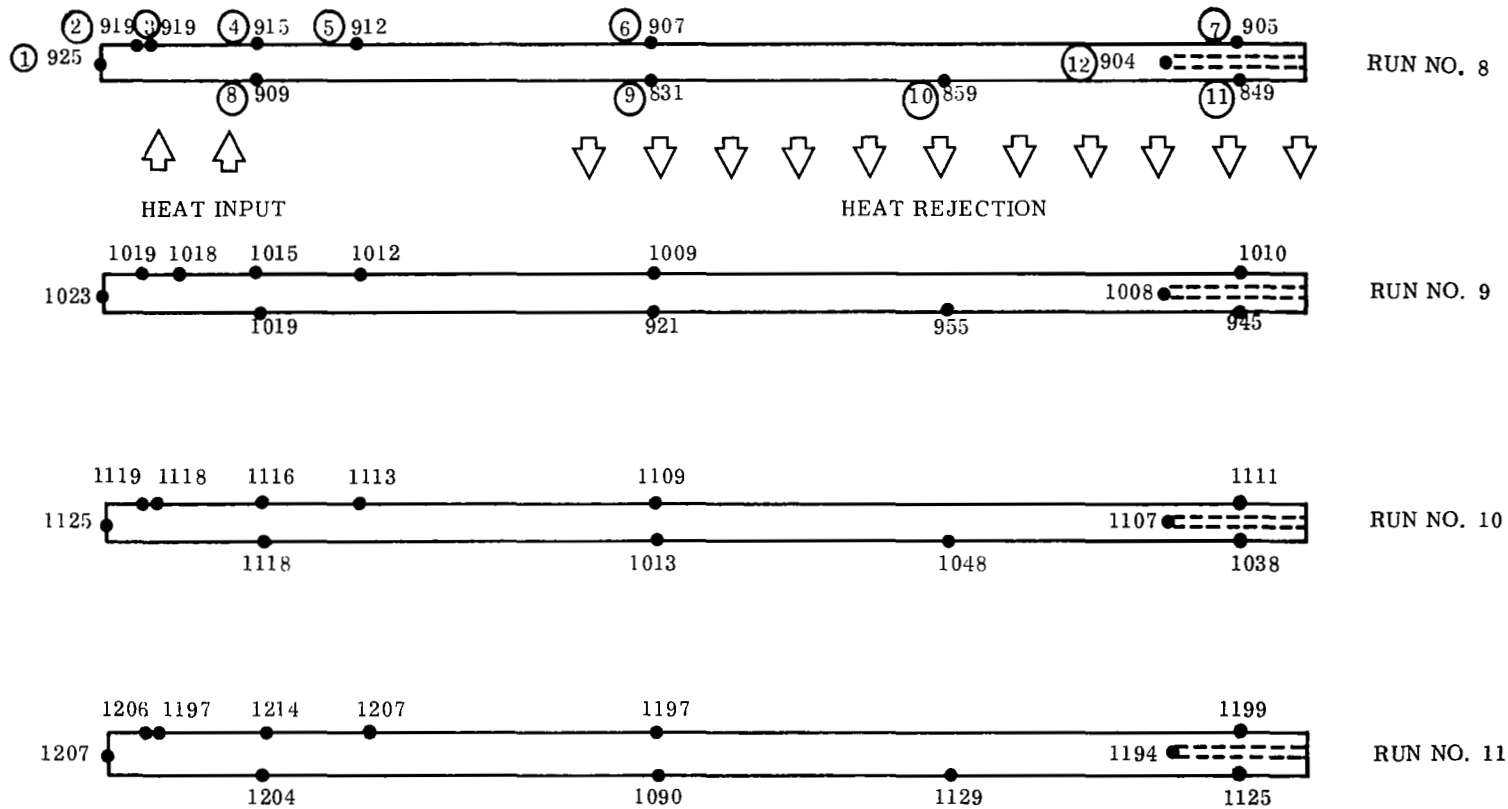 ② 919 ③ 919 ④ 915 ⑤ 912 ⑥ 907 ⑦ 905
① 925 ⑫ 904 RUN NO. 8
⑧ 909 ⑨ 831 ⑩ 859 ⑪ 849
HEAT INPUT HEAT REJECTION
1019 1018 1015 1012 1009 1010
1023 1008 RUN NO. 9
1019 921 955 945
1119 1118 1116 1113 1109 1111
1125 1107 RUN NO. 10
1118 1013 1048 1038
1206 1197 1214 1207 1197 1199
1207 1194 RUN NO. 11
1204 1090 1129 1125